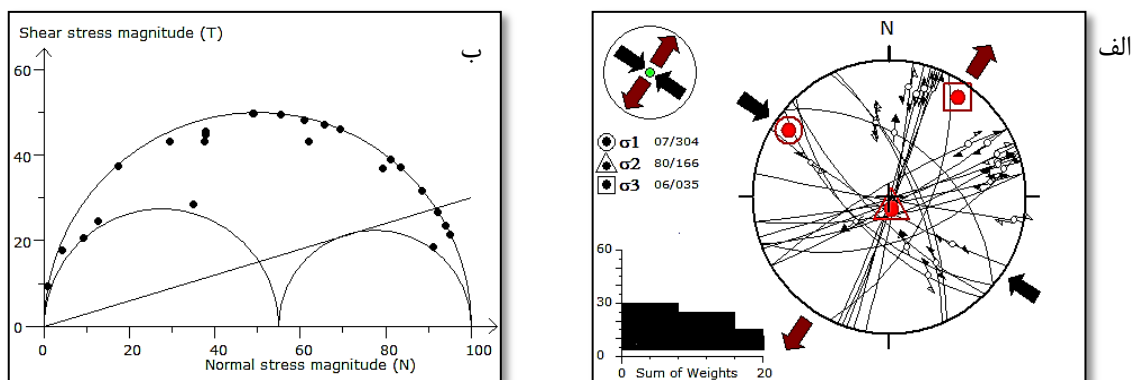 الف
N
σ1 07/304
σ2 80/166
σ3 06/035
60
30
0
0 Sum of Weights 20
ب
Shear stress magnitude (T)
60
40
20
0
0 20 40 60 80 100
Normal stress magnitude (N)